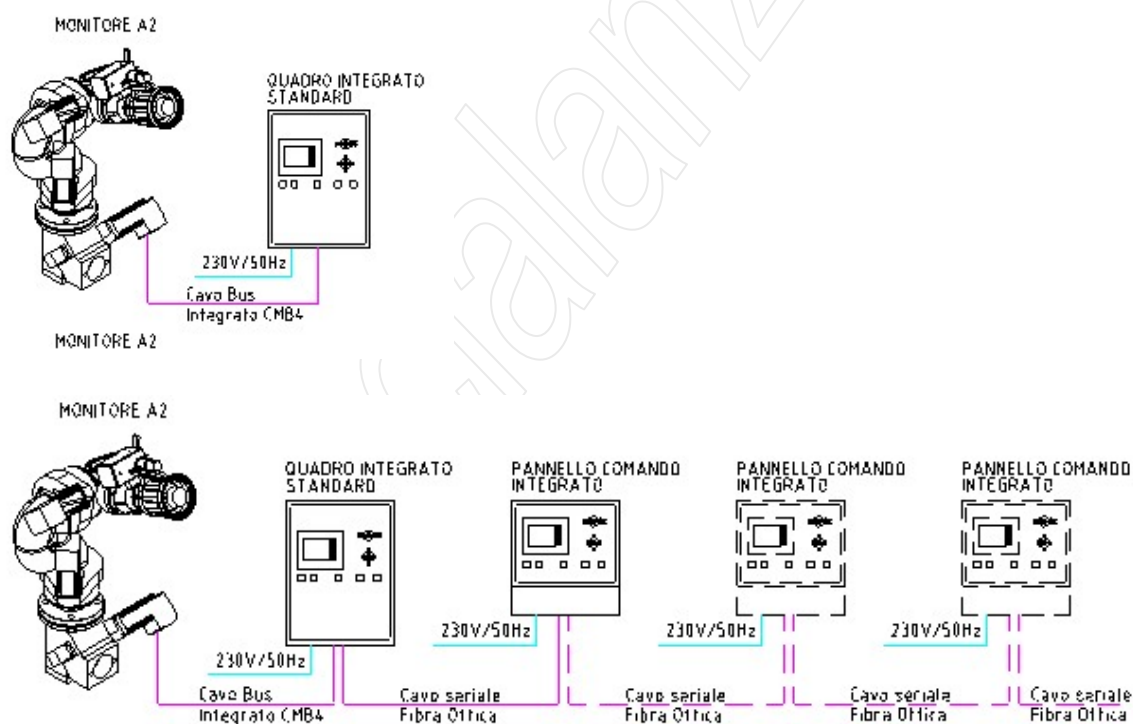 MONITORE A2
QUADRO INTEGRATO
STANDARD
230V/50Hz
Cavo Bus
Integrato CMB4
MONITORE A2
MONITORE A2
QUADRO INTEGRATO
STANDARD
PANNELLO COMANDO
INTEGRATO
PANNELLO COMANDO
INTEGRATO
PANNELLO COMANDO
INTEGRATO
230V/50Hz
230V/50Hz
230V/50Hz
230V/50Hz
Cavo Bus
Integrato CMB4
Cavo seriale
Fibra Ottica
Cavo seriale
Fibra Ottica
Cavo seriale
Fibra Ottica
Cavo seriale
Fibra Ottica